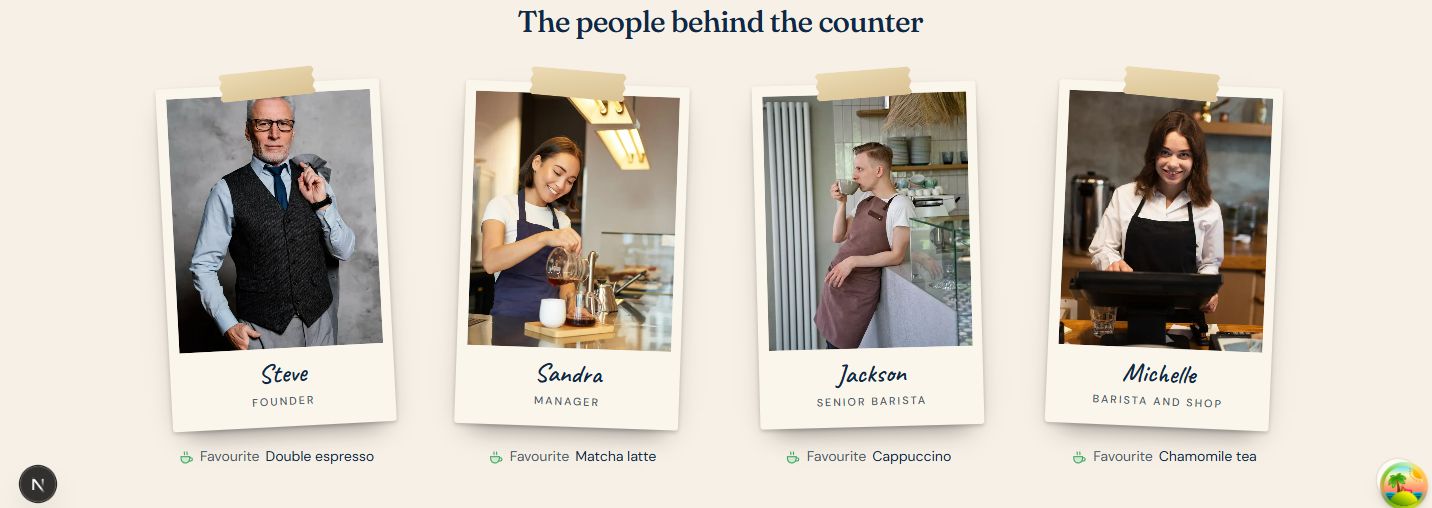 The people behind the counter
Steve
FOUNDER
Favourite Double espresso
Sandra
MANAGER
Favourite Matcha latte
Jackson
SENIOR BARISTA
Favourite Cappuccino
Michelle
BARISTA AND SHOP
Favourite Chamomile tea
N